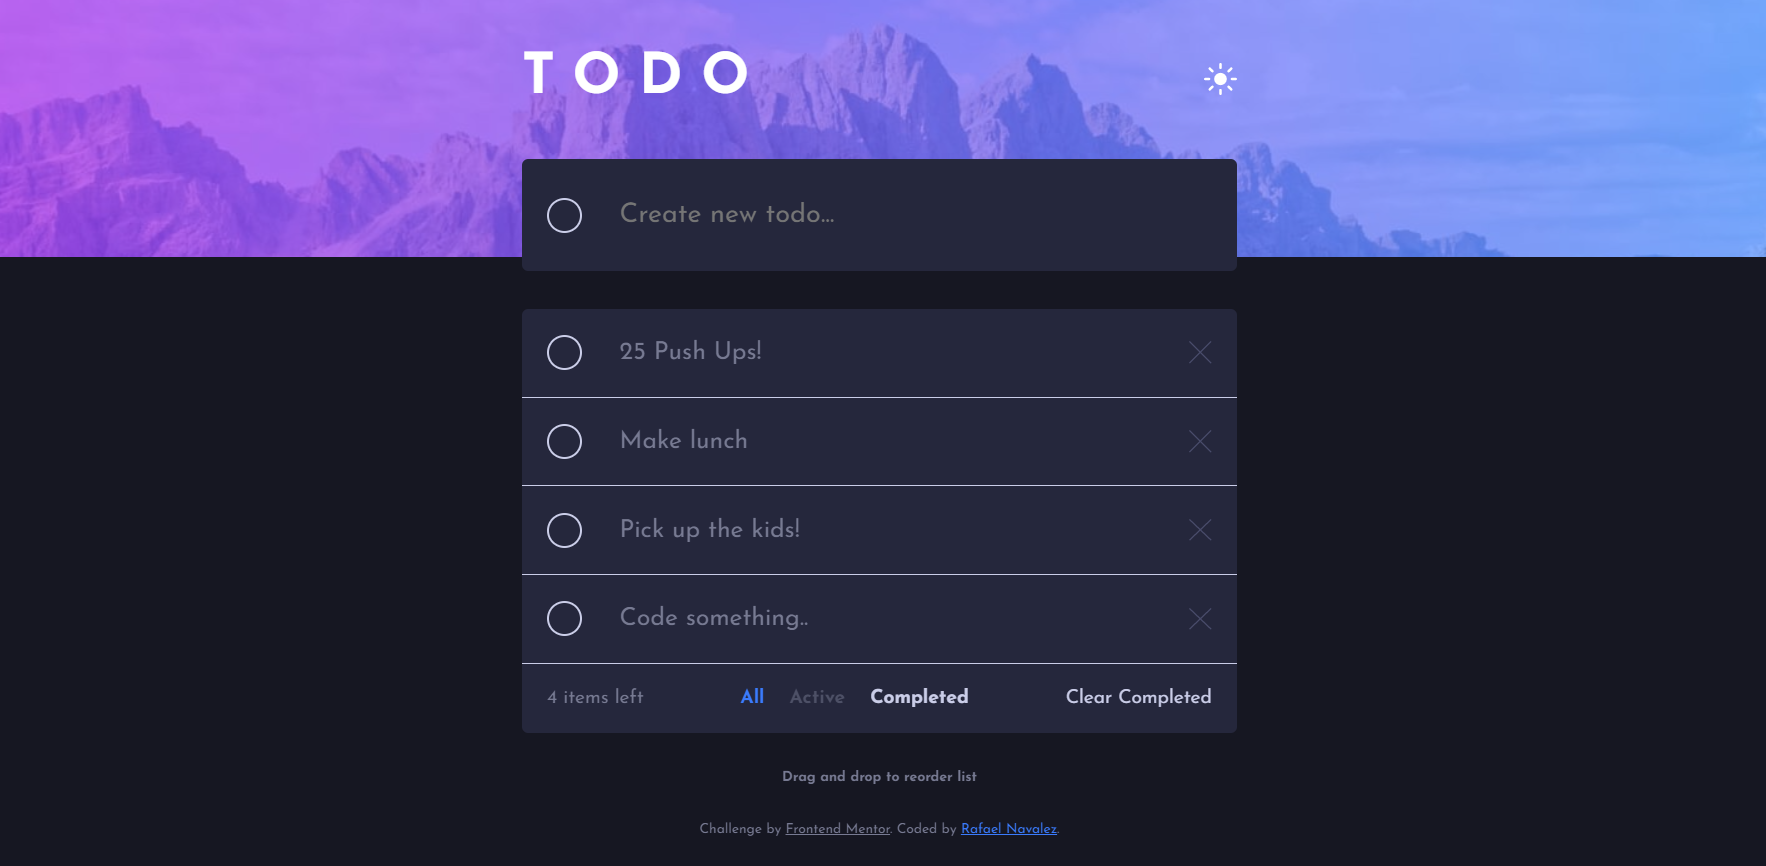 TODO
Create new todo...
25 Push Ups!
Make lunch
Pick up the kids!
Code something..
4 items left All Active Completed Clear Completed
Drag and drop to reorder list
Challenge by Frontend Mentor. Coded by Rafael Navalez.